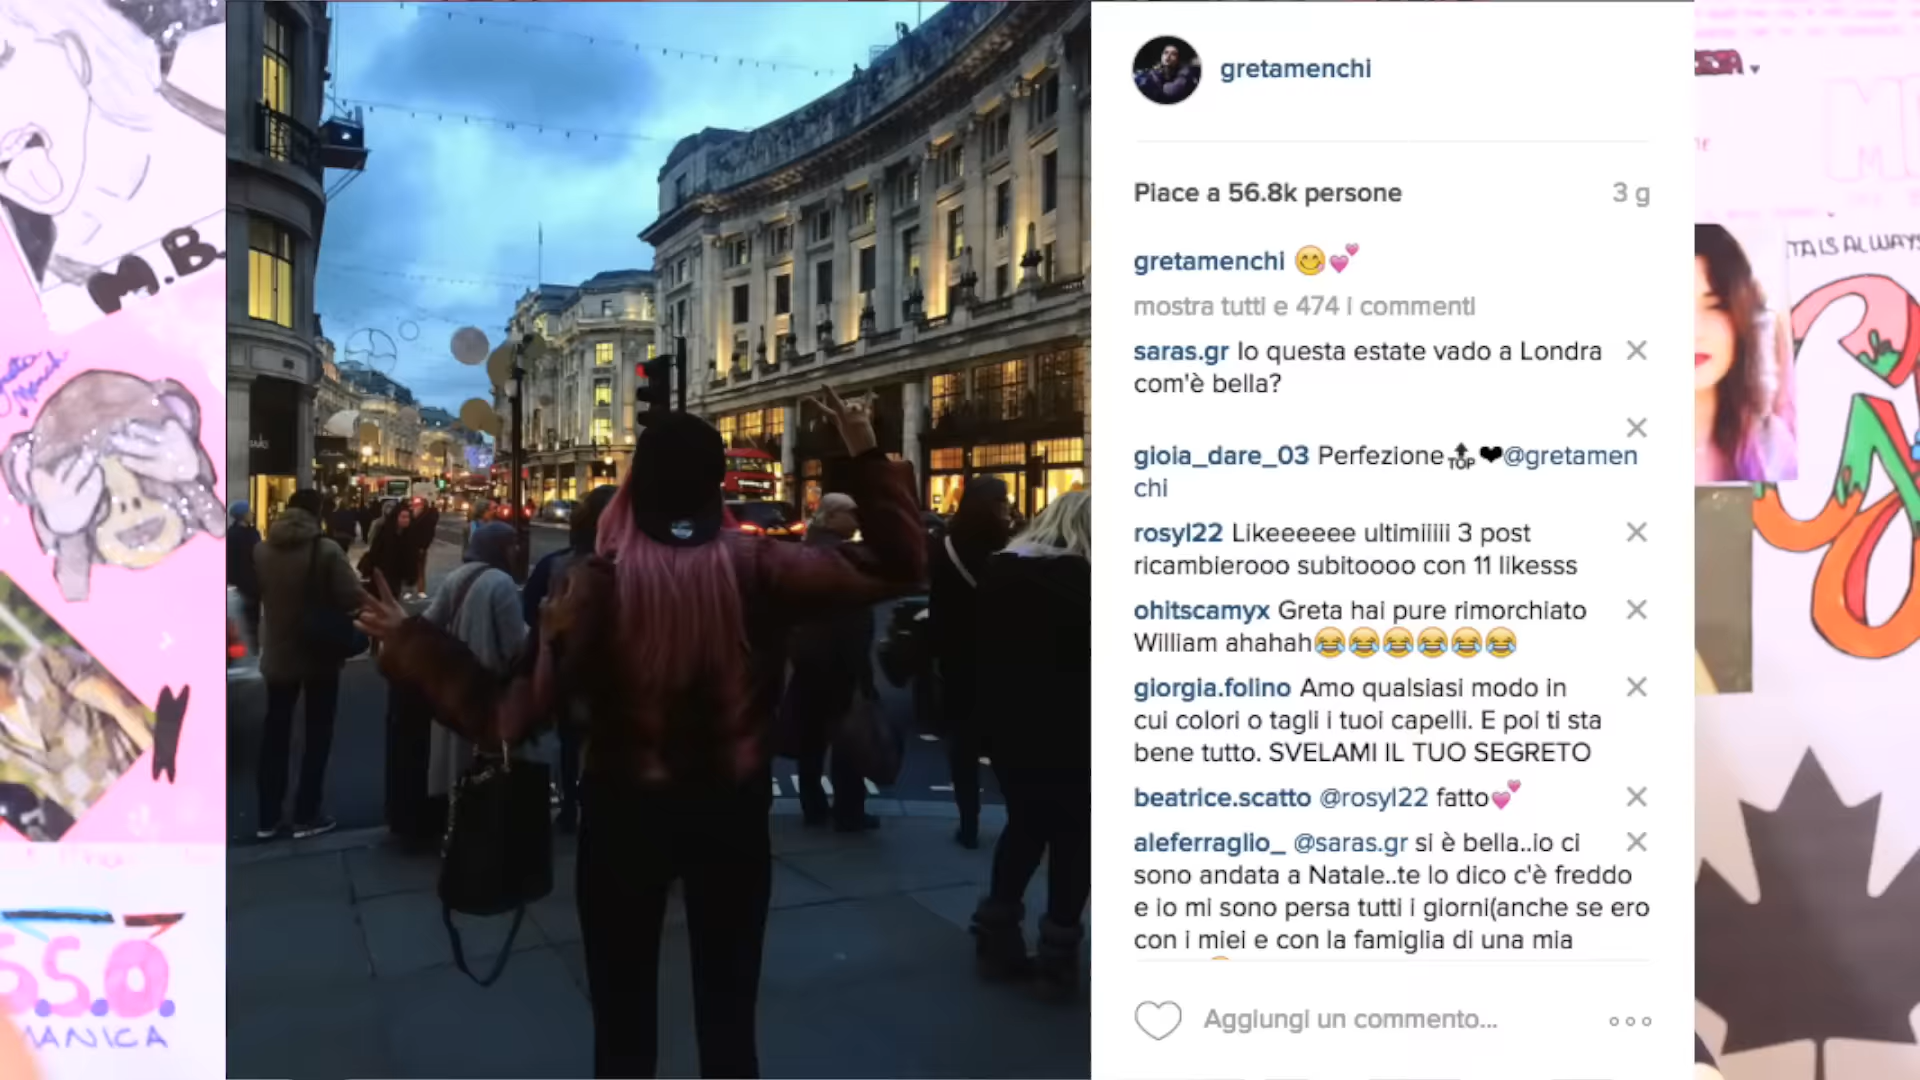 gretamenchi
Piace a 56.8k persone
3 g
gretamenchi 😋💕
mostra tutti e 474 i commenti
saras.gr Io questa estate vado a Londra
com'è bella?
gioia_dare_03 Perfezione🔝❤@gretamen
chi
rosyl22 Likeeeeee ultimiiiii 3 post
ricambierooo subitoooo con 11 likesss
ohitscamyx Greta hai pure rimorchiato
William ahahah😂😂😂😂😂😂
giorgia.folino Amo qualsiasi modo in
cui colori o tagli i tuoi capelli. E poi ti sta
bene tutto. SVELAMI IL TUO SEGRETO
beatrice.scatto @rosyl22 fatto💕
aleferraglio_ @saras.gr si è bella..io ci
sono andata a Natale..te lo dico c'è freddo
e io mi sono persa tutti i giorni(anche se ero
con i miei e con la famiglia di una mia
Aggiungi un commento...
M.B.
TA IS ALWAYS
S.S.O.
MANICA